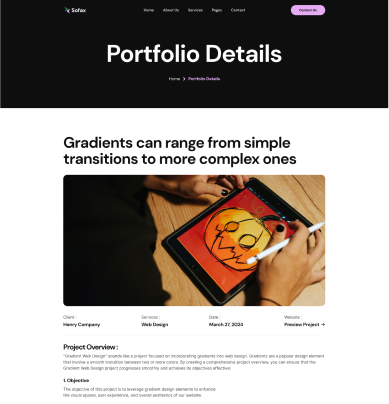 Sofax
Home About Us Services Pages Contact
Contact Us
Portfolio Details
Home > Portfolio Details
Gradients can range from simple
transitions to more complex ones
Client :
Henry Company
Services :
Web Design
Date :
March 27, 2024
Website :
Preview Project →
Project Overview :
"Gradient Web Design" sounds like a project focused on incorporating gradients into web design. Gradients are a popular design element
that involve a smooth transition between two or more colors. By creating a comprehensive project overview, you can ensure that the
Gradient Web Design project progresses smoothly and achieves its objectives effectiver
1. Objective
The objective of this project is to leverage gradient design elements to enhance
the visual appeal, user experience, and overall aesthetics of our website.